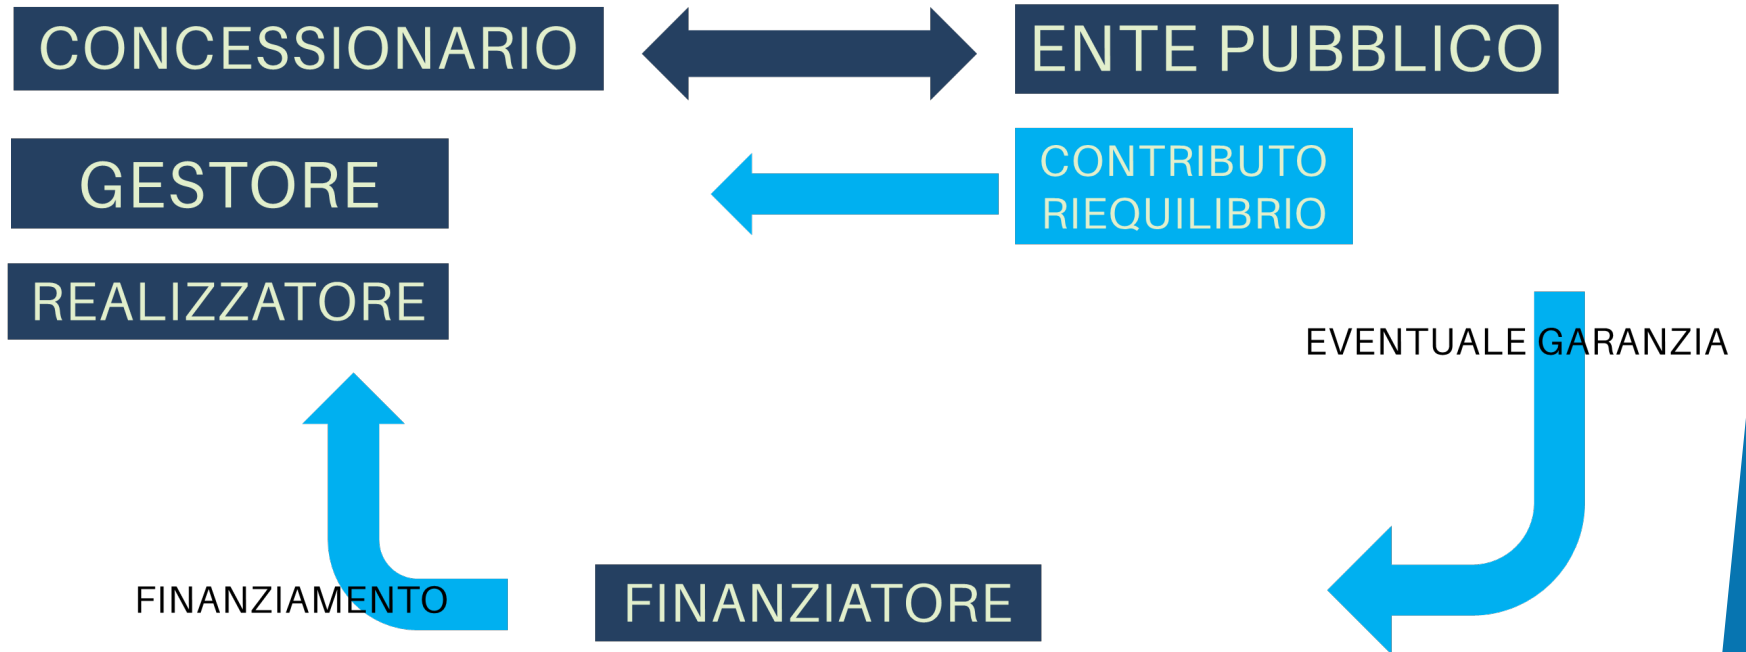 CONCESSIONARIO
ENTE PUBBLICO
GESTORE
CONTRIBUTO
RIEQUILIBRIO
REALIZZATORE
EVENTUALE GARANZIA
FINANZIAMENTO
FINANZIATORE